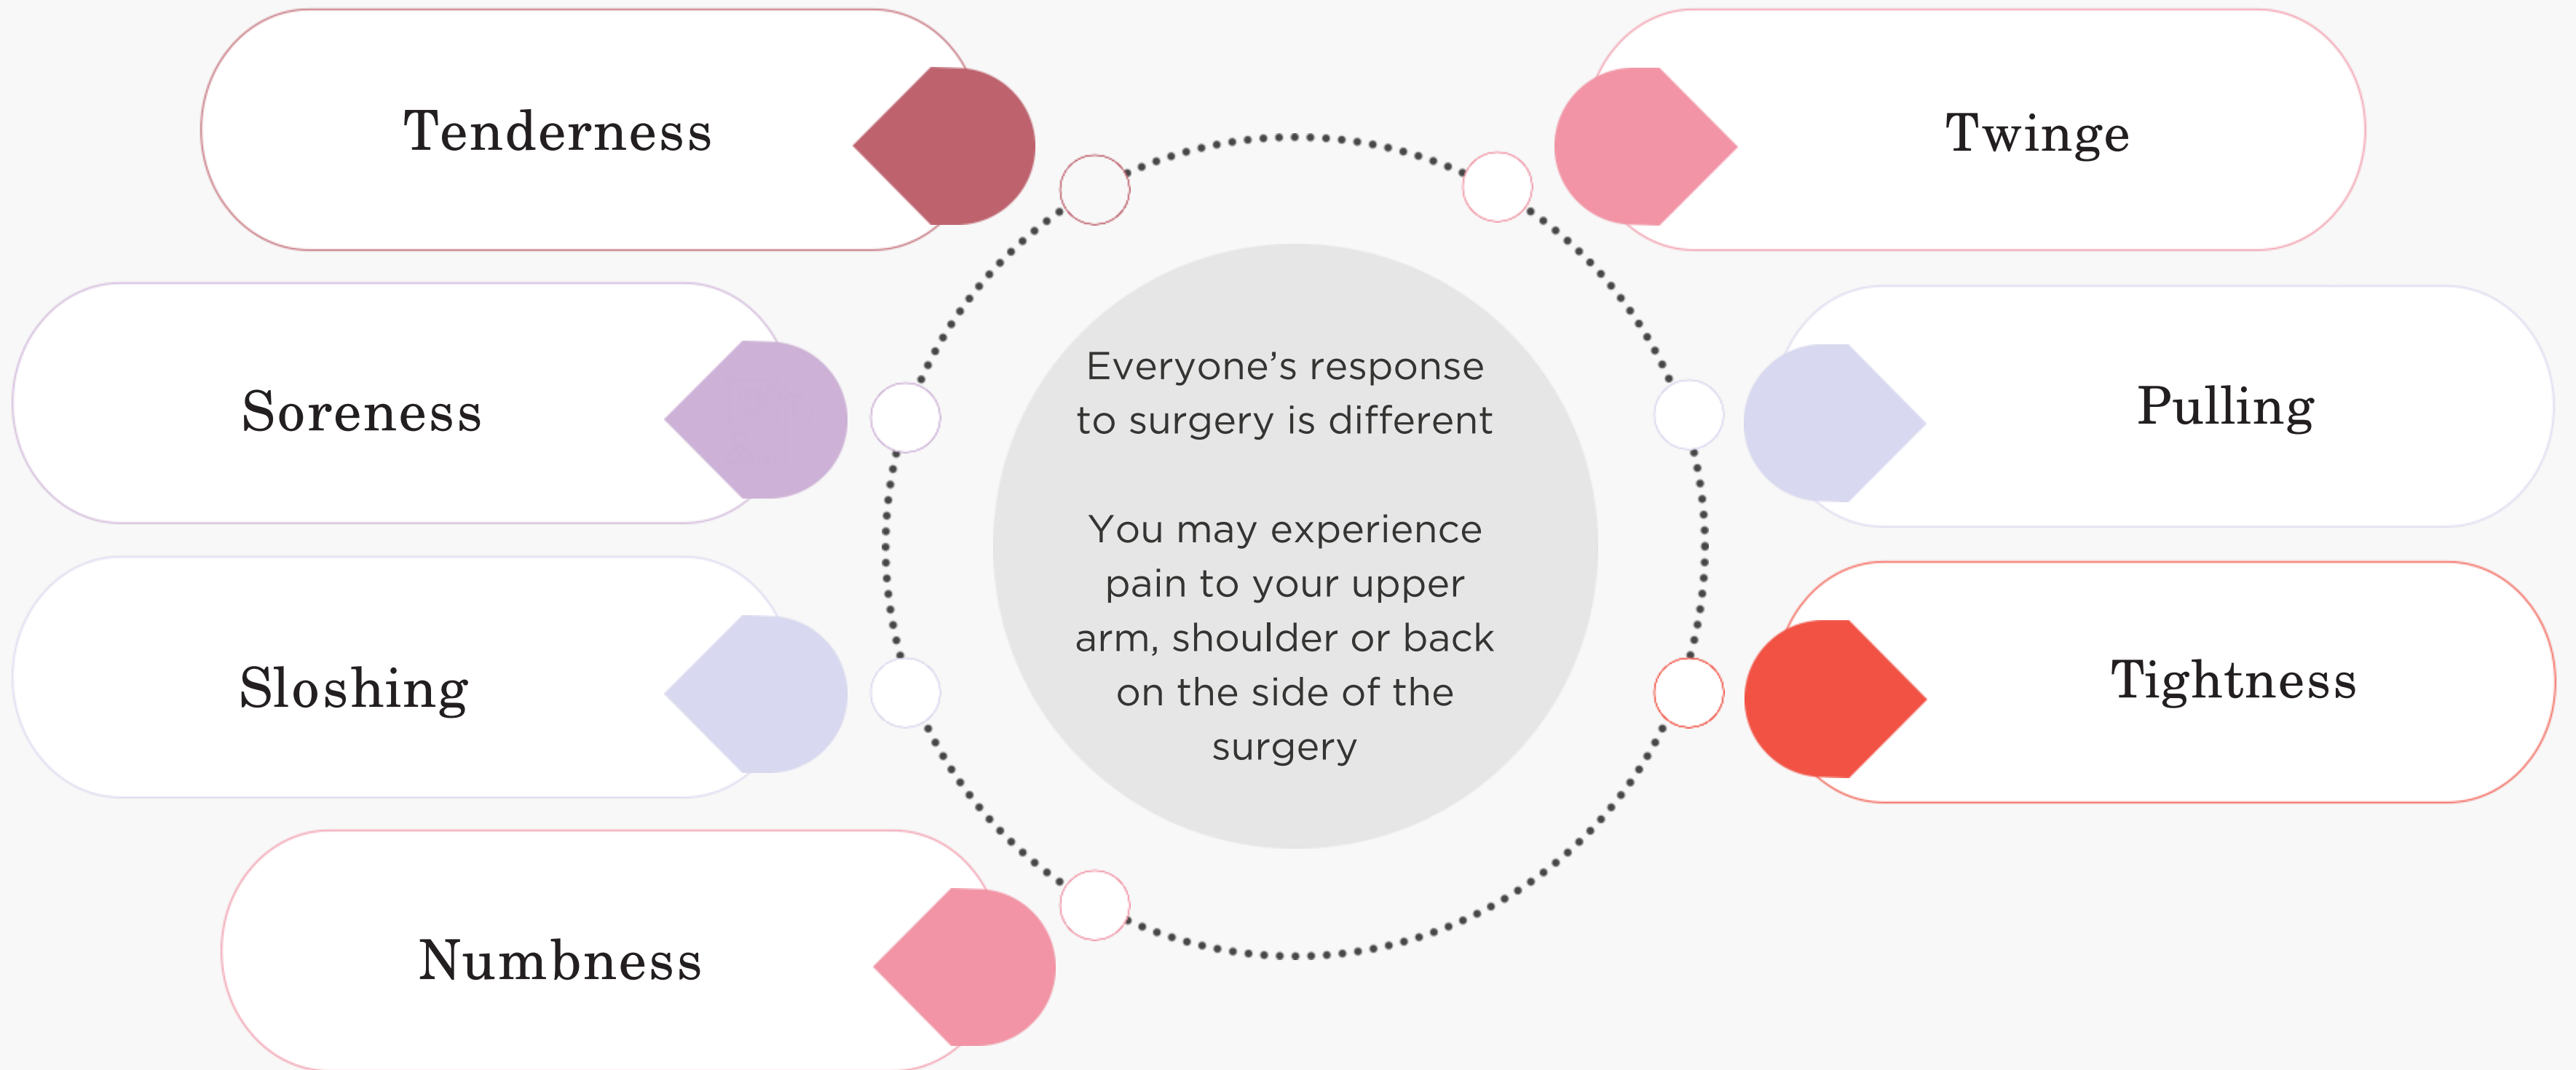 Tenderness
Soreness
Sloshing
Numbness
Everyone’s response
to surgery is different
You may experience
pain to your upper
arm, shoulder or back
on the side of the
surgery
Twinge
Pulling
Tightness